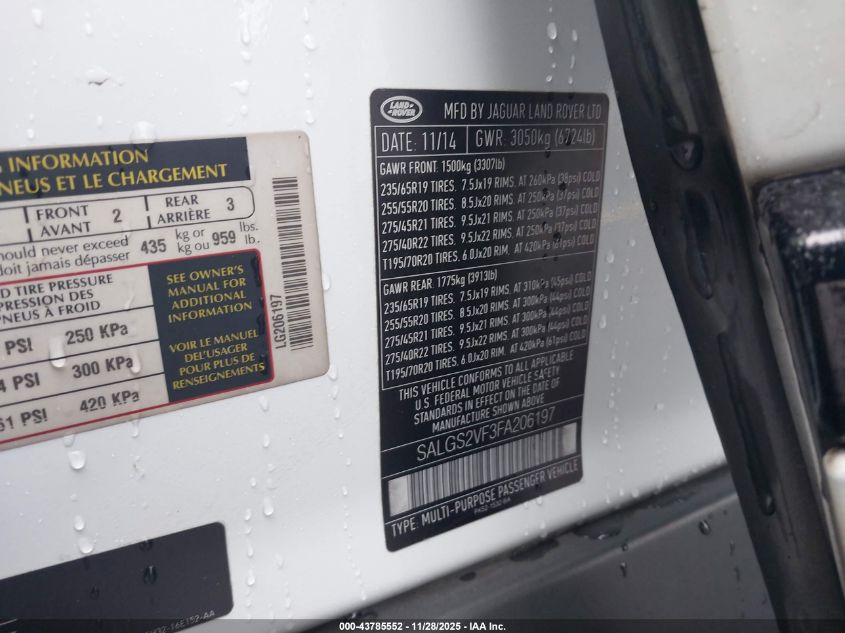 LAND
ROVER
MFD BY JAGUAR LAND ROVER LTD
DATE: 11/14
GWR: 3050kg (6724lb)
GAWR FRONT: 1500kg (3307lb)
235/65R19 TIRES. 7.5Jx19 RIMS. AT 260kPa (38psi) COLD
255/55R20 TIRES. 8.5Jx20 RIMS. AT 250kPa (37psi) COLD
275/45R21 TIRES. 9.5Jx21 RIMS. AT 250kPa (37psi) COLD
275/40R22 TIRES. 9.5Jx22 RIMS. AT 250kPa (37psi) COLD
T195/70R20 TIRES. 6.0Jx20 RIM. AT 420kPa (61psi) COLD
GAWR REAR: 1775kg (3913lb)
235/65R19 TIRES. 7.5Jx19 RIMS. AT 310kPa (45psi) COLD
255/55R20 TIRES. 8.5Jx20 RIMS. AT 300kPa (44psi) COLD
275/45R21 TIRES. 9.5Jx21 RIMS. AT 300kPa (44psi) COLD
275/40R22 TIRES. 9.5Jx22 RIMS. AT 300kPa (44psi) COLD
T195/70R20 TIRES. 6.0Jx20 RIM. AT 420kPa (61psi) COLD
THIS VEHICLE CONFORMS TO ALL APPLICABLE
U.S. FEDERAL MOTOR VEHICLE SAFETY
STANDARDS IN EFFECT ON THE DATE OF
MANUFACTURE SHOWN ABOVE
SALGS2VF3FA206197
TYPE: MULTI-PURPOSE PASSENGER VEHICLE
INFORMATION
NEUS ET LE CHARGEMENT
FRONT
AVANT 2
REAR
ARRIÈRE 3
hould never exceed
doit jamais dépasser
435 kg or
kg ou 959 lbs.
lb.
D TIRE PRESSURE
PRESSION DES
NEUS À FROID
PSI 250 KPa
4 PSI 300 KPa
61 PSI 420 KPa
SEE OWNER'S
MANUAL FOR
ADDITIONAL
INFORMATION
VOIR LE MANUEL
DEL'USAGER
POUR PLUS DE
RENSEIGNEMENTS
LG206197
000-43785552 - 11/28/2025 - IAA Inc.